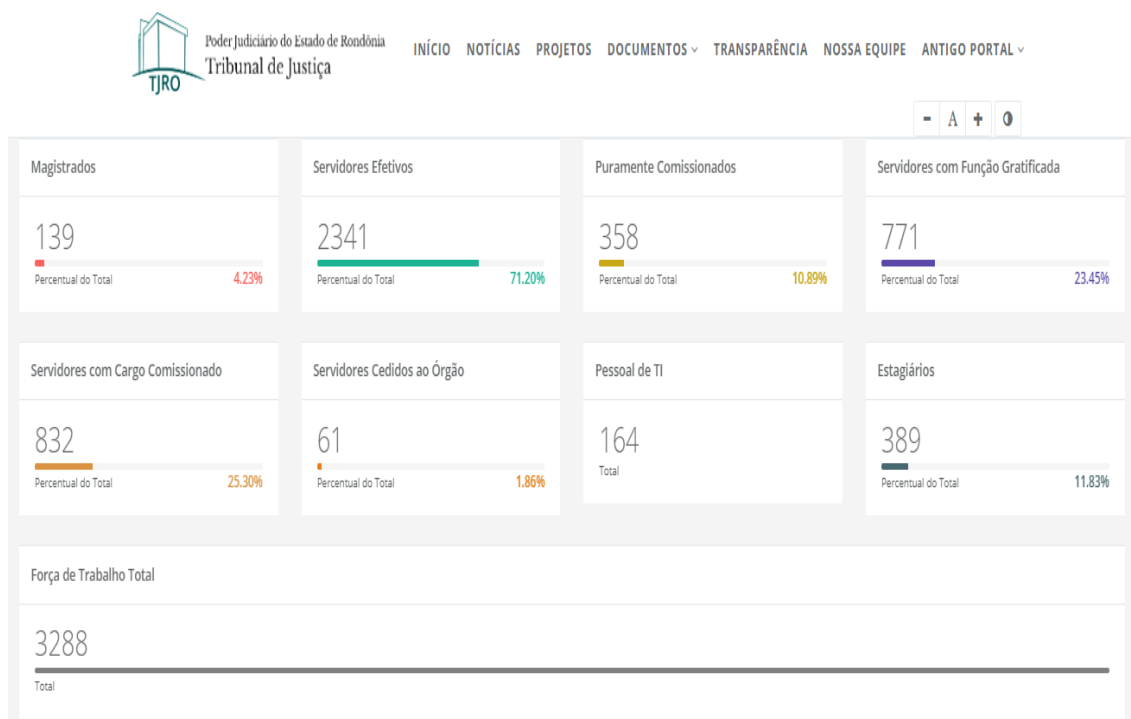 Poder Judiciário do Estado de Rondônia
Tribunal de Justiça
TJRO
INÍCIO NOTÍCIAS PROJETOS DOCUMENTOS TRANSPARÊNCIA NOSSA EQUIPE ANTIGO PORTAL
- A +
Magistrados
139
Percentual do Total 4.23%
Servidores Efetivos
2341
Percentual do Total 71.20%
Puramente Comissionados
358
Percentual do Total 10.89%
Servidores com Função Gratificada
771
Percentual do Total 23.45%
Servidores com Cargo Comissionado
832
Percentual do Total 25.30%
Servidores Cedidos ao Órgão
61
Percentual do Total 1.86%
Pessoal de TI
164
Total
Estagiários
389
Percentual do Total 11.83%
Força de Trabalho Total
3288
Total